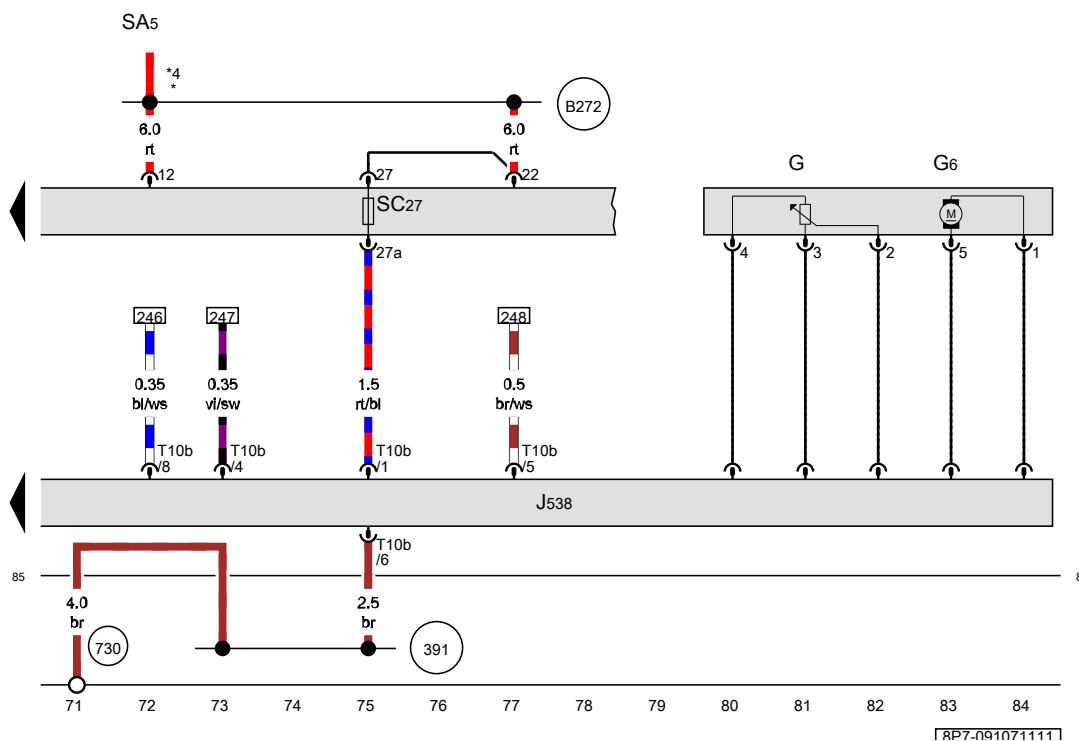 SA5
*4
*
B272
6.0
rt
6.0
rt
12
27
22
G
G6
SC27
M
27a
4
3
2
5
1
246
247
248
0.35
bl/ws
0.35
vi/sw
1.5
rt/bl
0.5
br/ws
T10b
/8
T10b
/4
T10b
/1
T10b
/5
J538
T10b
/6
85
4.0
br
2.5
br
730
391
71 72 73 74 75 76 77 78 79 80 81 82 83 84
8P7-091071111